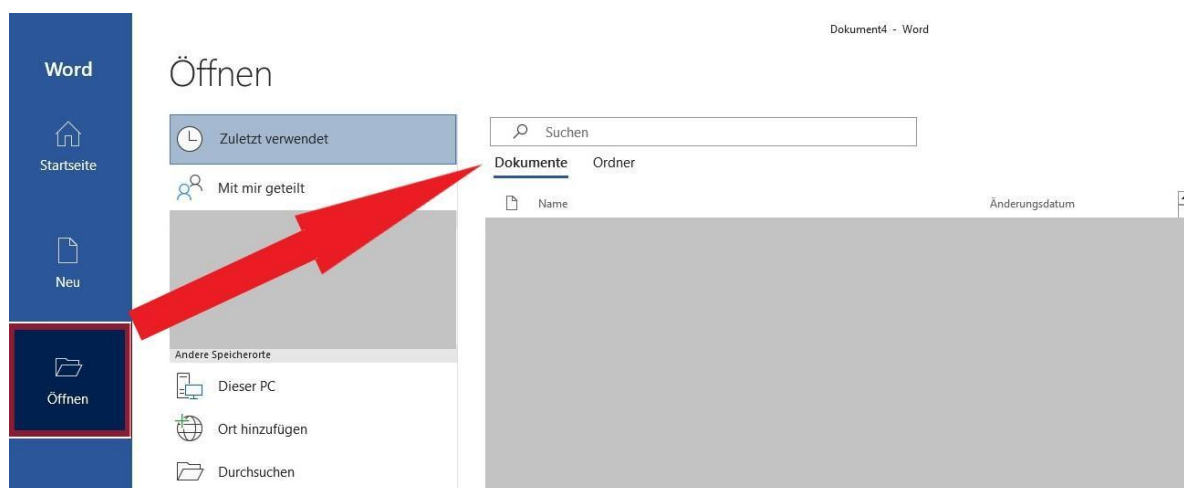 Dokument4 - Word
Word
Öffnen
Startseite
Neu
Öffnen
Zuletzt verwendet
Mit mir geteilt
Andere Speicherorte
Dieser PC
Ort hinzufügen
Durchsuchen
Suchen
Dokumente Ordner
Name Änderungsdatum